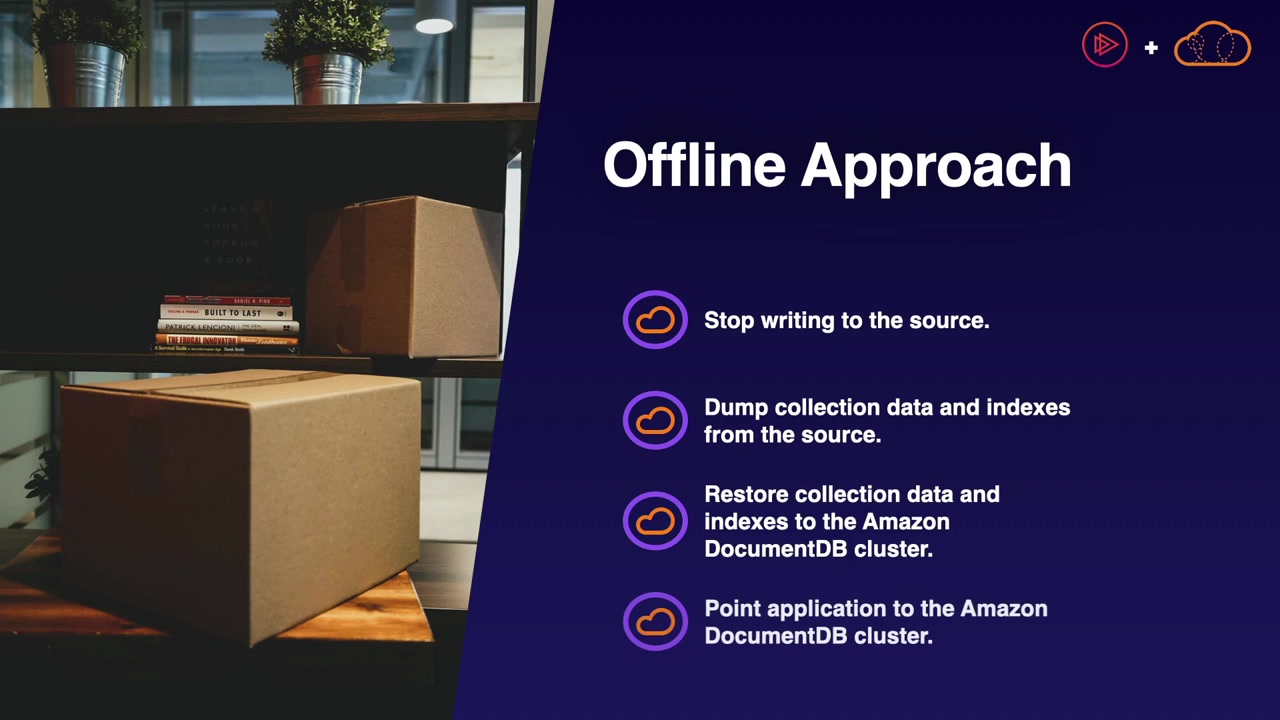 Offline Approach
Stop writing to the source.
Dump collection data and indexes
from the source.
Restore collection data and
indexes to the Amazon
DocumentDB cluster.
Point application to the Amazon
DocumentDB cluster.
LEAVE A
BOOK
BORROW
A BOOK
DANIEL H. PINK
BUILT TO LAST
PATRICK LENCIONI
THE FRUGAL INNOVATOR